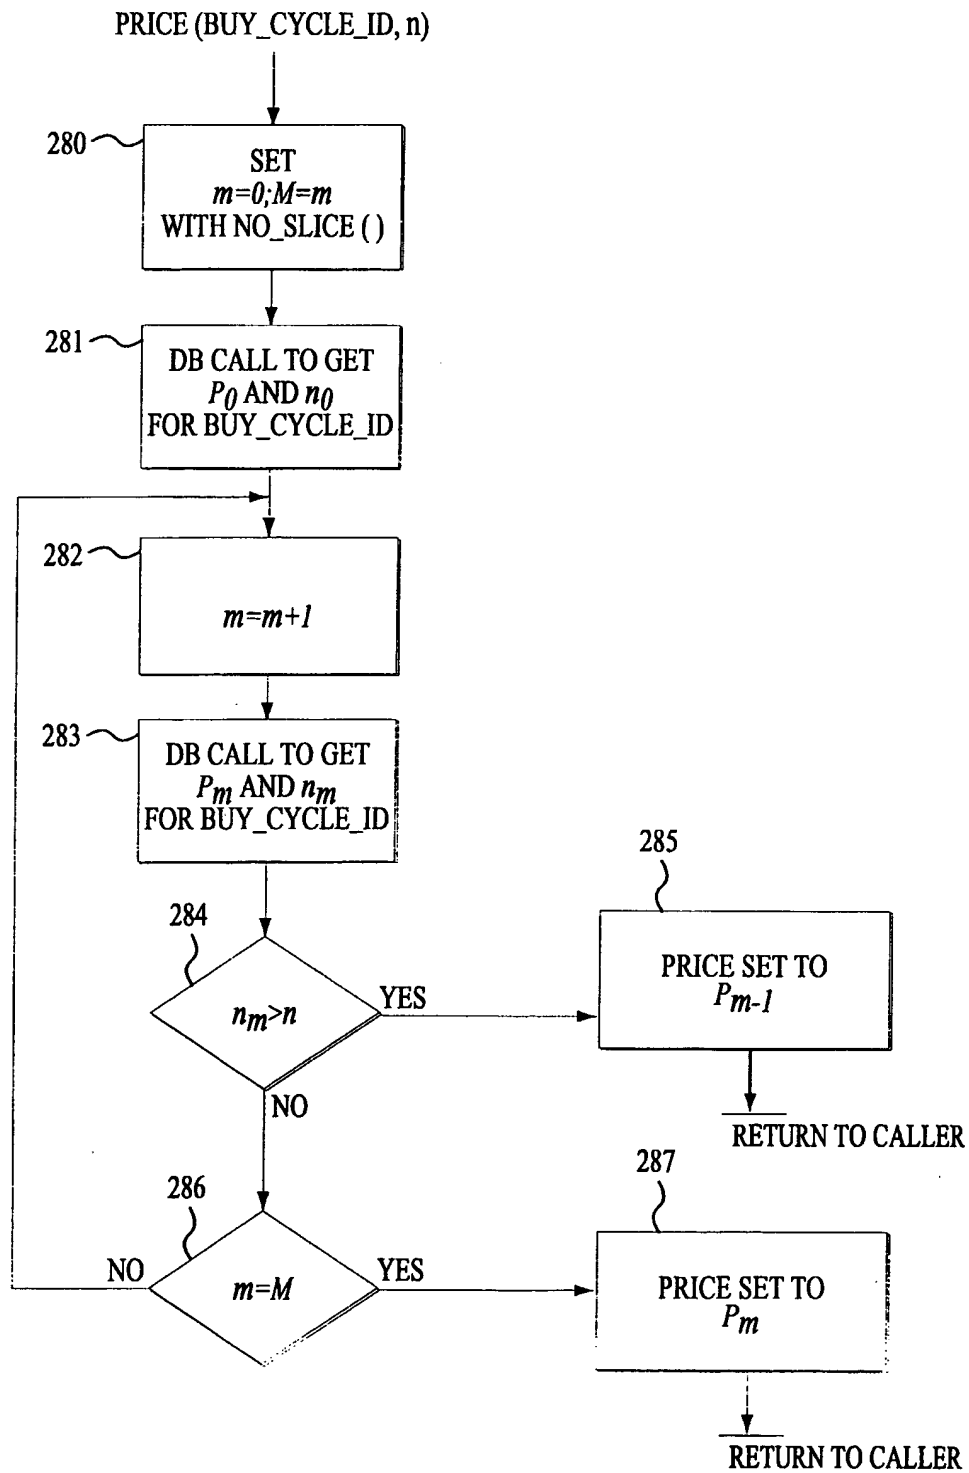 PRICE (BUY_CYCLE_ID, n)
280
SET
m=0;M=m
WITH NO_SLICE ( )
281
DB CALL TO GET
P0 AND n0
FOR BUY_CYCLE_ID
282
m=m+1
283
DB CALL TO GET
Pm AND nm
FOR BUY_CYCLE_ID
284
nm>n
YES
NO
285
PRICE SET TO
Pm-1
RETURN TO CALLER
286
m=M
NO
YES
287
PRICE SET TO
Pm
RETURN TO CALLER